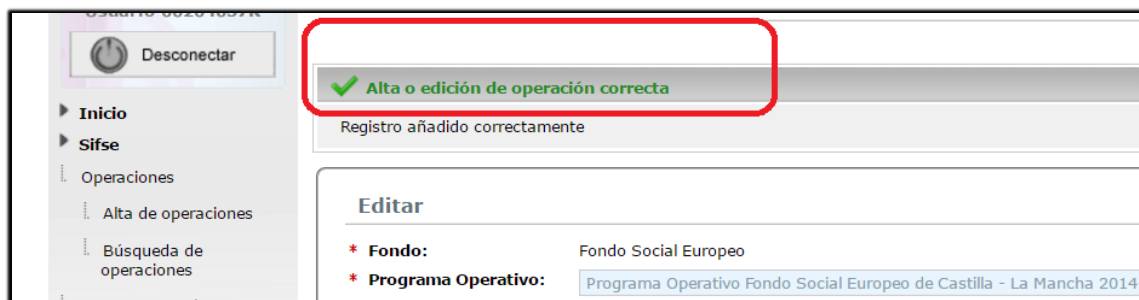 Desconectar
Alta o edición de operación correcta
Registro añadido correctamente
Inicio
Sifse
Operaciones
Alta de operaciones
Búsqueda de
operaciones
Editar
* Fondo: Fondo Social Europeo
* Programa Operativo: Programa Operativo Fondo Social Europeo de Castilla - La Mancha 2014